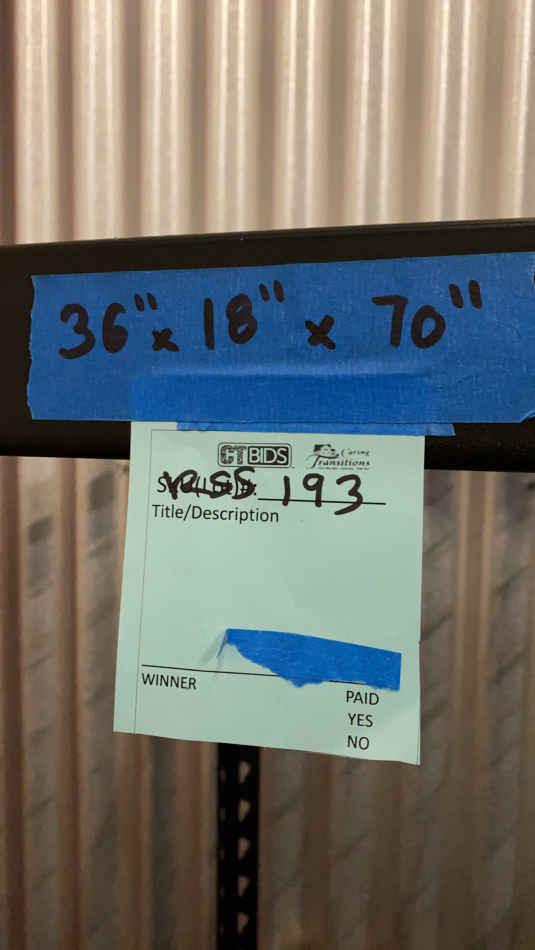 36" x 18" x 70"
CTBIDS Caring Transitions
193
Title/Description
WINNER
PAID
YES
NO